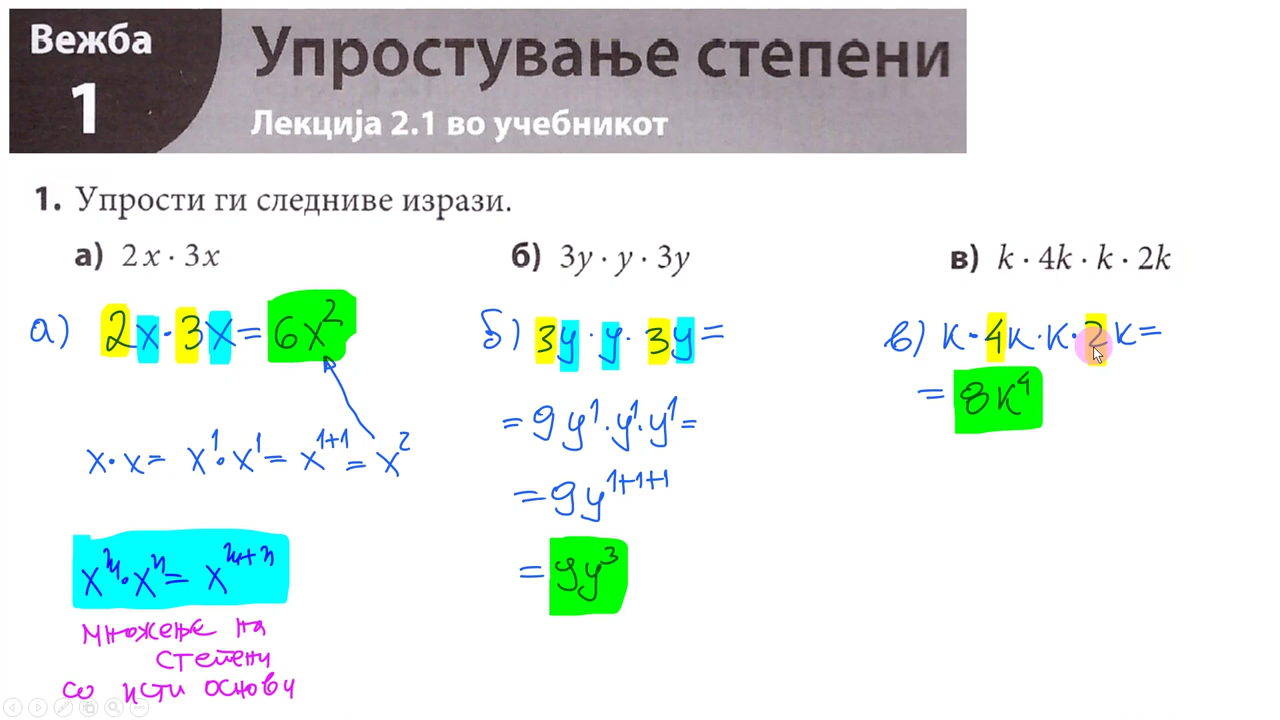 Вежба
1
Упростување степени
Лекција 2.1 во учебникот
1. Упрости ги следниве изрази.
а) 2x · 3x
б) 3y · y · 3y
в) k · 4k · k · 2k
а) 2x · 3x = 6x²
x · x = x¹ · x¹ = x¹⁺¹ = x²
xᵐ · xⁿ = xᵐ⁺ⁿ
множење на
степени
со исти основи
б) 3y · y · 3y =
= 9y¹ · y¹ · y¹ =
= 9y¹⁺¹⁺¹
= 9y³
в) k · 4k · k · 2k =
= 8k⁴